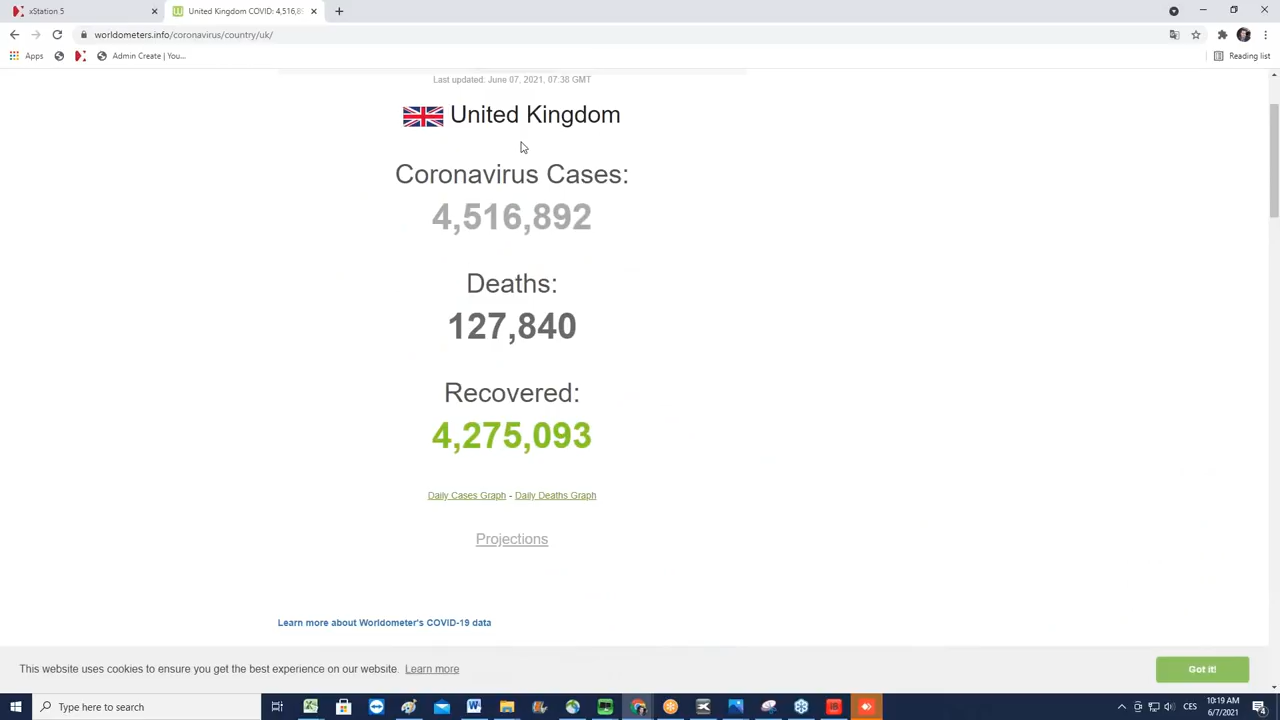 xStation 5
United Kingdom COVID: 4,516,89
worldometers.info/coronavirus/country/uk/
Apps
Admin Create | You...
Reading list
Last updated: June 07, 2021, 07:38 GMT
United Kingdom
Coronavirus Cases:
4,516,892
Deaths:
127,840
Recovered:
4,275,093
Daily Cases Graph - Daily Deaths Graph
Projections
Learn more about Worldometer's COVID-19 data
This website uses cookies to ensure you get the best experience on our website. Learn more
Got it!
Type here to search
CES
10:19 AM
6/7/2021